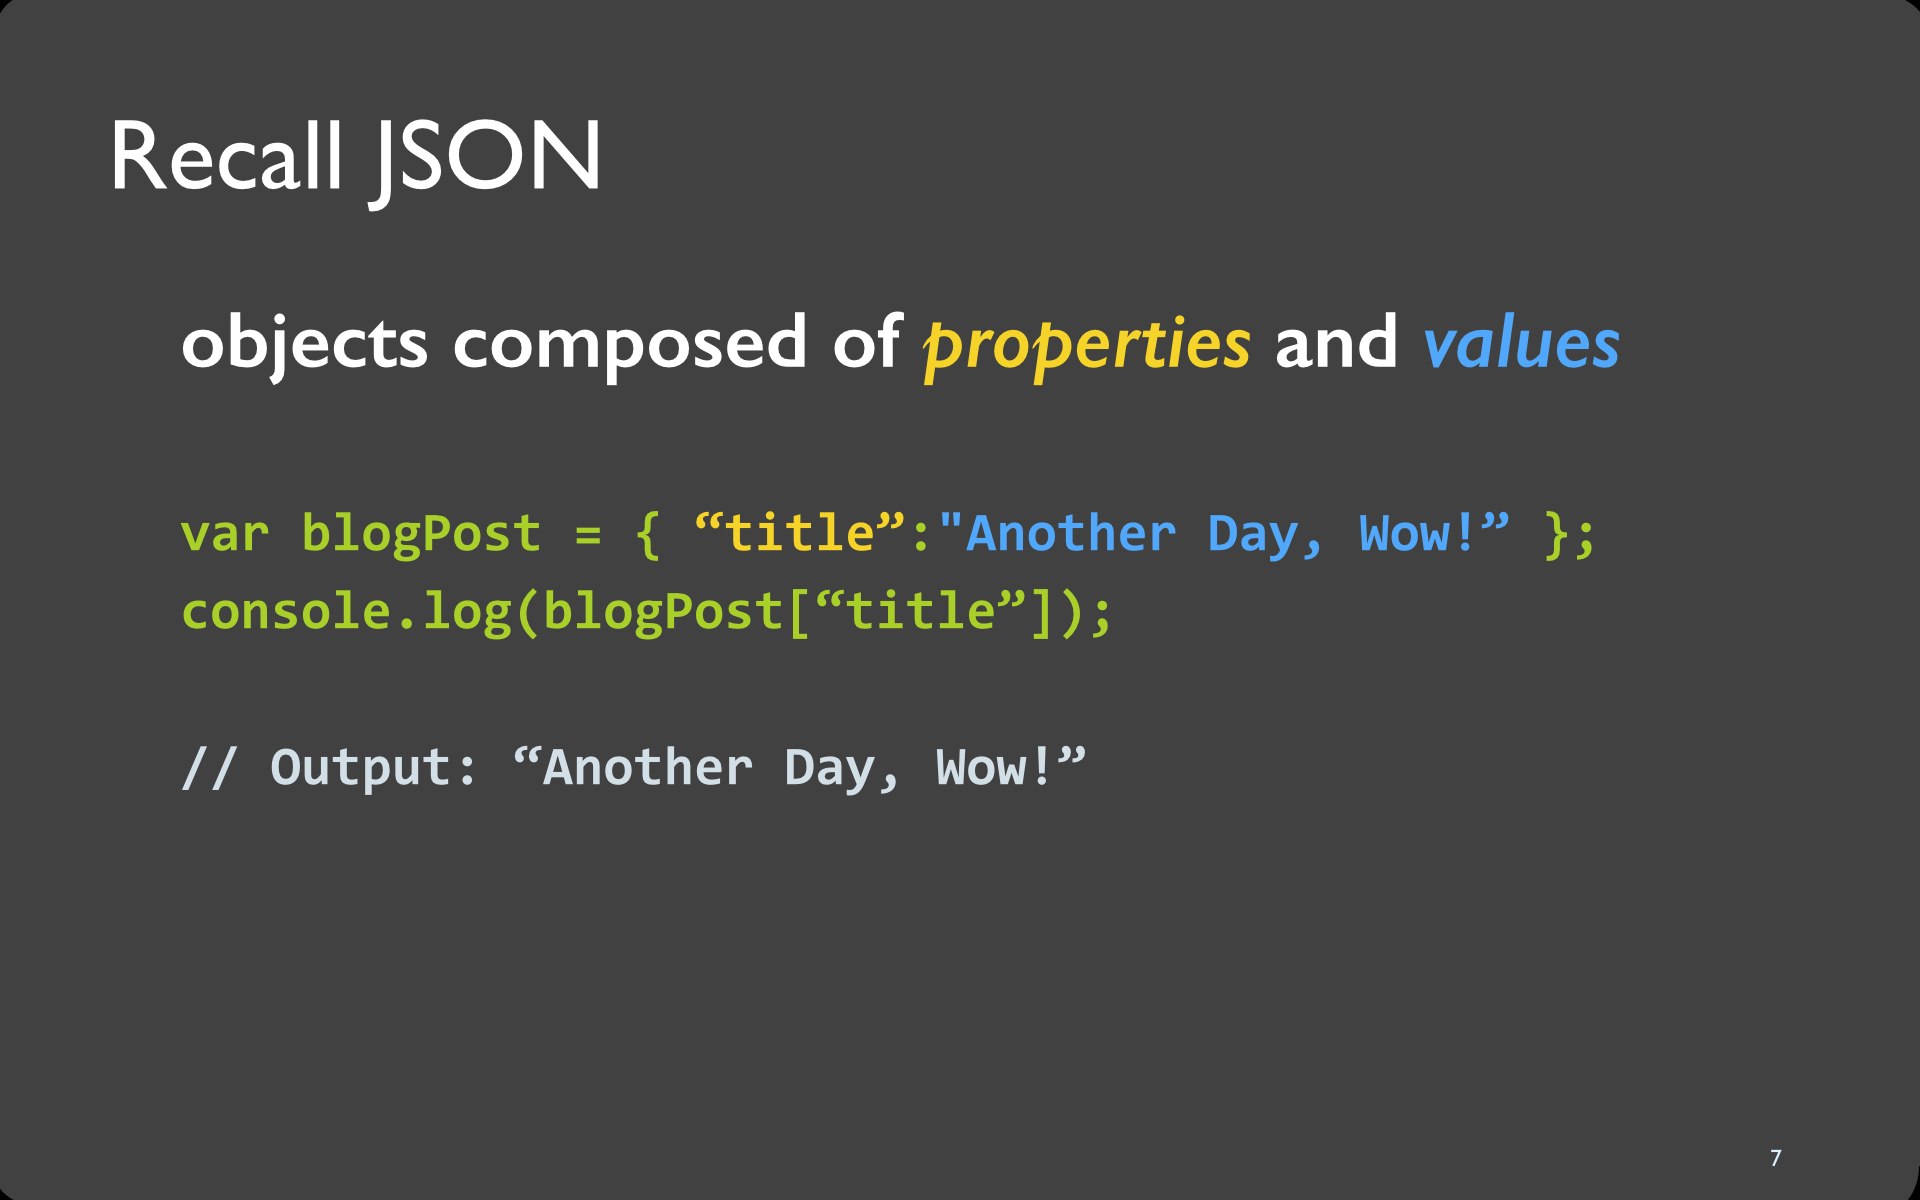 Recall JSON
objects composed of properties and values
var blogPost = { “title”:"Another Day, Wow!” };
console.log(blogPost[“title”]);
// Output: “Another Day, Wow!”
7